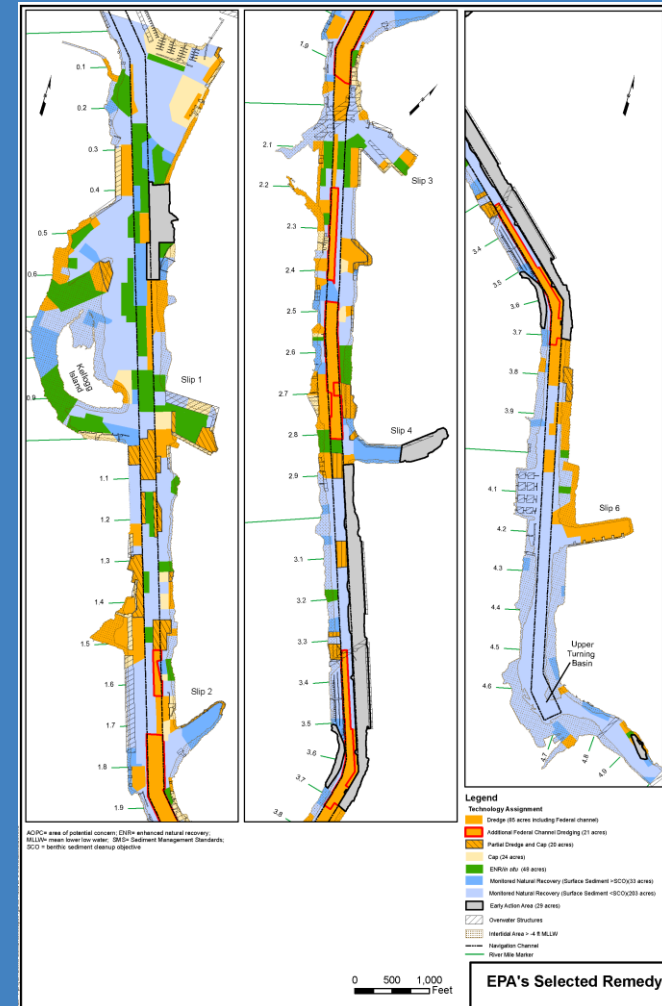 0.1
0.2
0.3
0.4
0.5
0.6
Kellogg
Island
0.9
Slip 1
1.1
1.2
1.3
1.4
1.5
1.6
Slip 2
1.7
1.8
1.9
1.9
2.1
Slip 3
2.2
2.3
2.4
2.5
2.6
2.7
Slip 4
2.8
2.9
3.1
3.2
3.3
3.4
3.5
3.6
3.7
3.8
3.4
3.5
3.6
3.7
3.8
3.9
4.1
Slip 6
4.2
4.3
4.4
4.5
Upper
Turning
Basin
4.6
4.7
4.8
4.9
AOPC= area of potential concern; ENR= enhanced natural recovery;
MLLW= mean lower low water; SMS= Sediment Management Standards;
SCO = benthic sediment cleanup objective
Legend
Technology Assignment
Dredge (85 acres including Federal channel)
Additional Federal Channel Dredging (21 acres)
Partial Dredge and Cap (20 acres)
Cap (24 acres)
ENR/in situ (48 acres)
Monitored Natural Recovery (Surface Sediment >SCO)(33 acres)
Monitored Natural Recovery (Surface Sediment <SCO)(203 acres)
Early Action Area (29 acres)
Overwater Structures
Intertidal Area > -4 ft MLLW
Navigation Channel
River Mile Marker
0 500 1,000
Feet
EPA's Selected Remedy